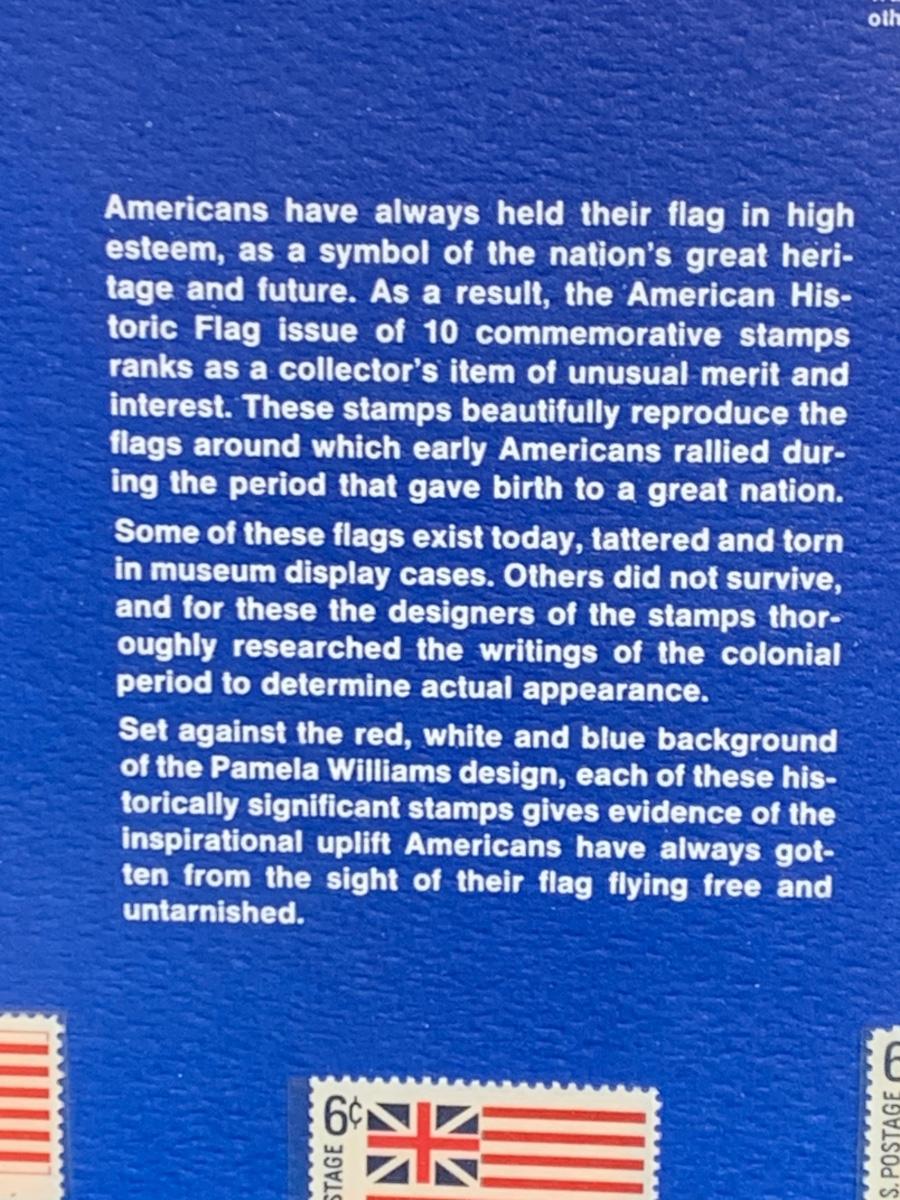 oth
Americans have always held their flag in high
esteem, as a symbol of the nation's great heri-
tage and future. As a result, the American His-
toric Flag issue of 10 commemorative stamps
ranks as a collector's item of unusual merit and
interest. These stamps beautifully reproduce the
flags around which early Americans rallied dur-
ing the period that gave birth to a great nation.
Some of these flags exist today, tattered and torn
in museum display cases. Others did not survive,
and for these the designers of the stamps thor-
oughly researched the writings of the colonial
period to determine actual appearance.
Set against the red, white and blue background
of the Pamela Williams design, each of these his-
torically significant stamps gives evidence of the
inspirational uplift Americans have always got-
ten from the sight of their flag flying free and
untarnished.
6¢
STAGE
6
S. POSTAGE